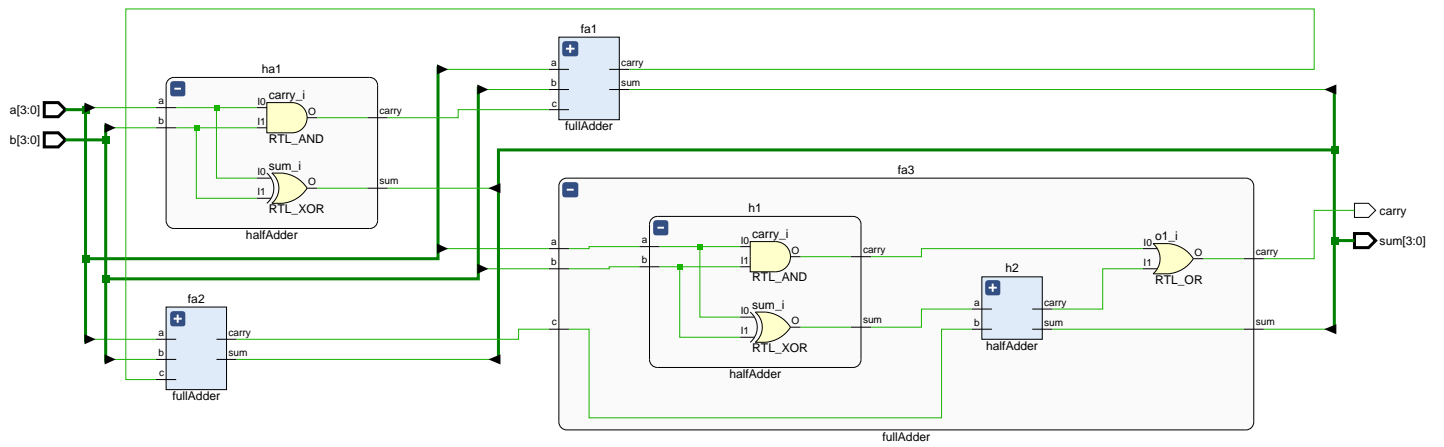 a[3:0]
b[3:0]
ha1
a
b
carry_i
I0
I1
O
RTL_AND
sum_i
I0
I1
O
RTL_XOR
carry
sum
halfAdder
fa1
a
b
c
carry
sum
fullAdder
fa2
a
b
c
carry
sum
fullAdder
fa3
a
b
c
h1
a
b
carry_i
I0
I1
O
RTL_AND
sum_i
I0
I1
O
RTL_XOR
carry
sum
halfAdder
h2
a
b
carry
sum
halfAdder
o1_i
I0
I1
O
RTL_OR
carry
sum
fullAdder
carry
sum[3:0]